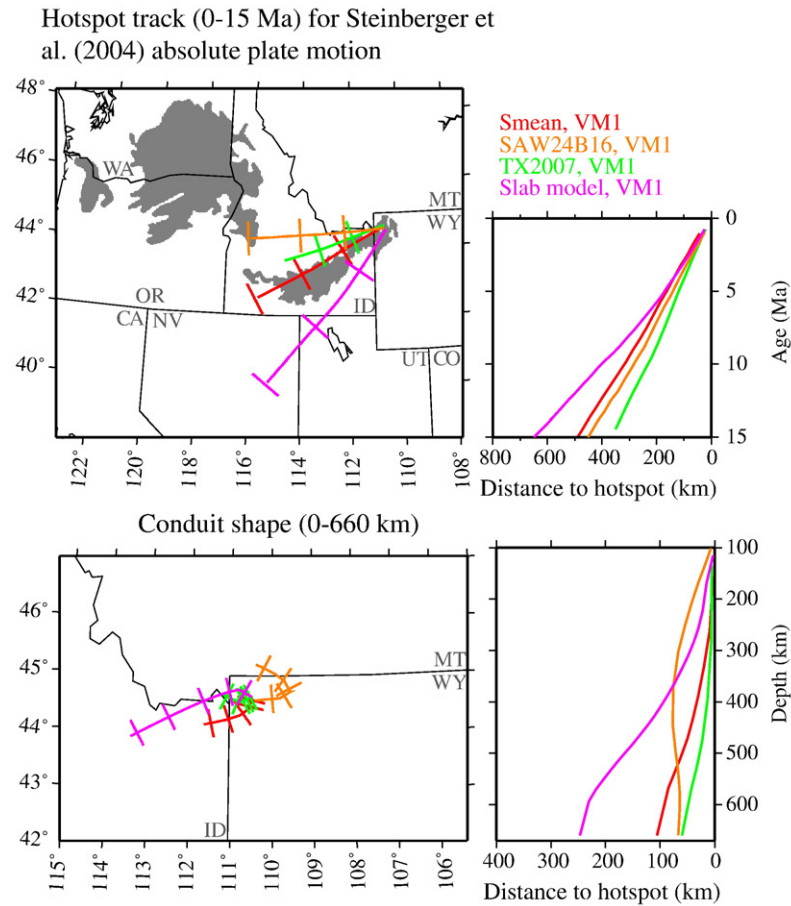 Hotspot track (0-15 Ma) for Steinberger et
al. (2004) absolute plate motion
48°
46°
44°
42°
40°
WA
OR
CA
NV
ID
MT
WY
UT
CO
122°
120°
118°
116°
114°
112°
110°
108°
Smean, VM1
SAW24B16, VM1
TX2007, VM1
Slab model, VM1
0
5
10
15
Age (Ma)
800 600 400 200 0
Distance to hotspot (km)
Conduit shape (0-660 km)
46°
45°
44°
43°
42°
MT
WY
ID
115°
113°
112°
111°
110°
109°
108°
107°
106°
100
200
300
400
500
600
Depth (km)
400 300 200 100 0
Distance to hotspot (km)